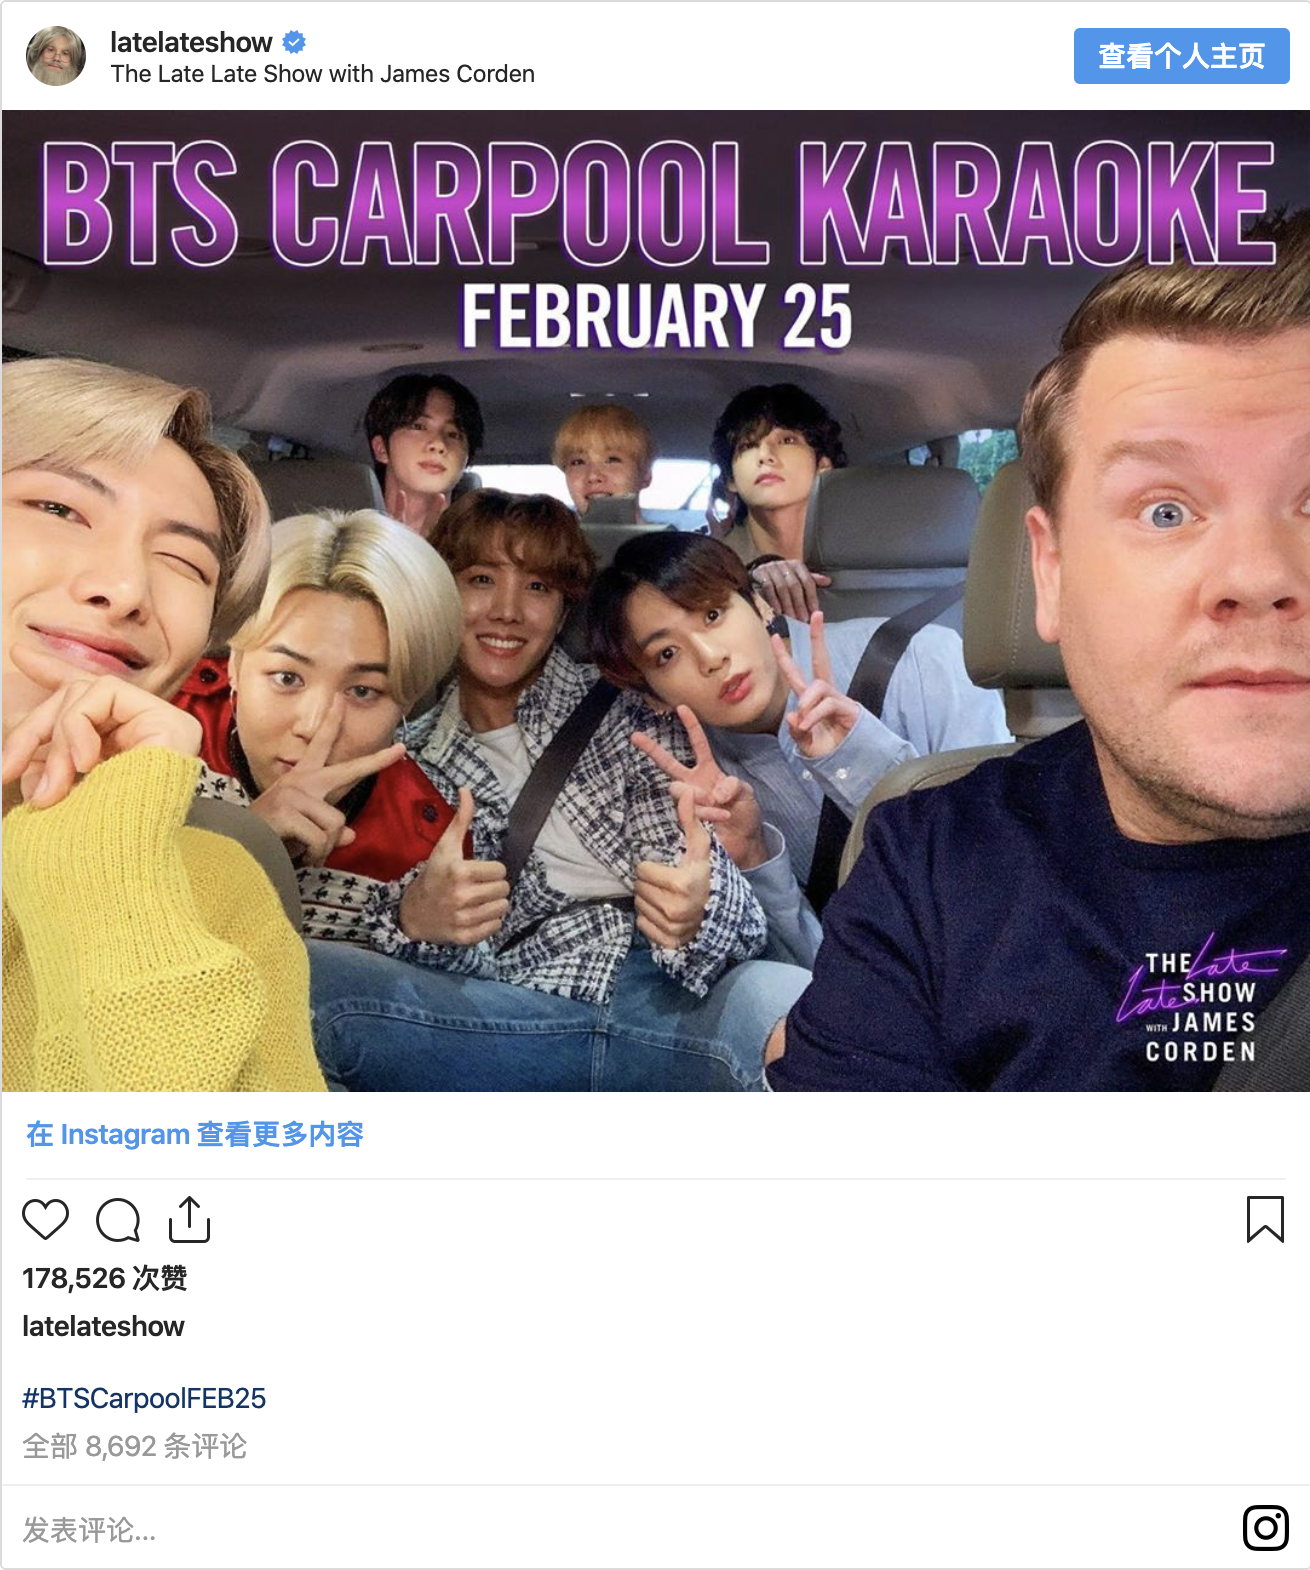 latelateshow
The Late Late Show with James Corden
查看个人主页
BTS CARPOOL KARAOKE
FEBRUARY 25
THE Late
Late SHOW
WITH JAMES
CORDEN
在 Instagram 查看更多内容
178,526 次赞
latelateshow
#BTSCarpoolFEB25
全部 8,692 条评论
发表评论...